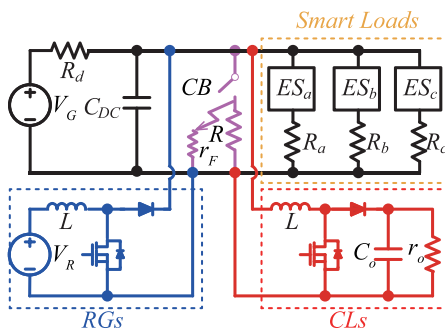 Smart Loads
R_d
CB
ES_a
ES_b
ES_c
V_G
C_DC
R
r_F
R_a
R_b
R_c
L
L
V_R
C_o
r_o
RGs
CLs